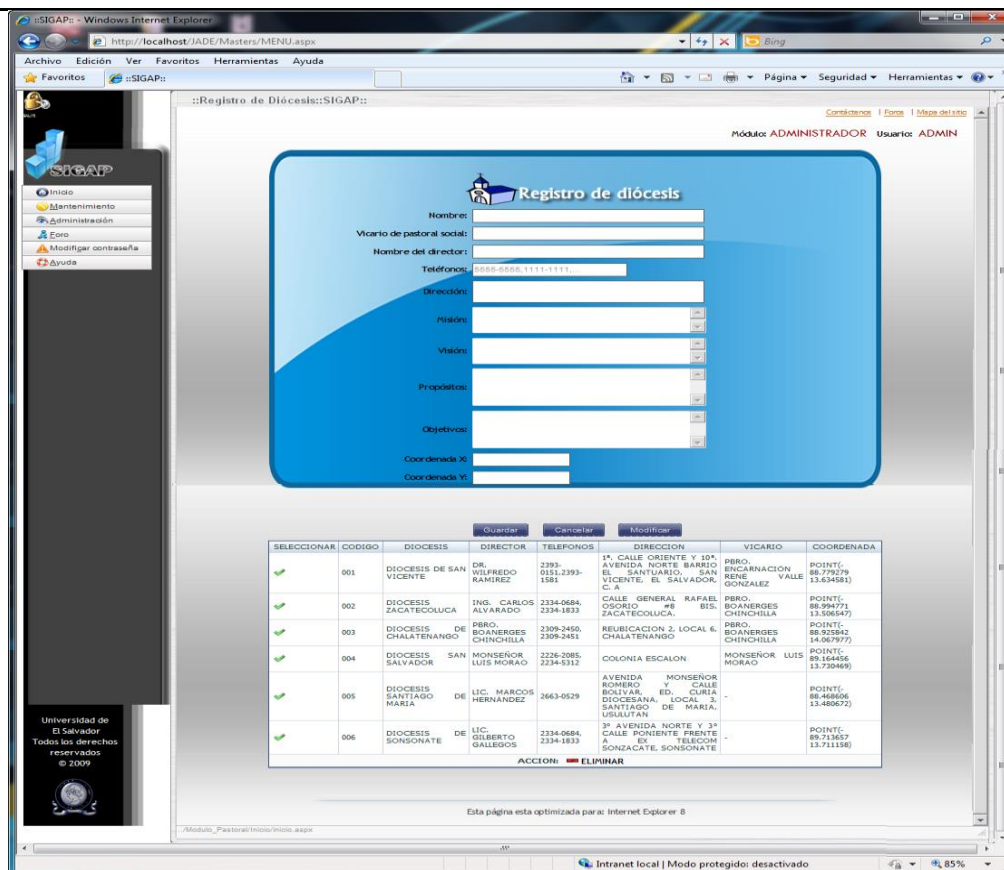 ::SIGAP:: - Windows Internet Explorer
http://localhost/JADE/Masters/MENU.aspx
Bing
Archivo Edición Ver Favoritos Herramientas Ayuda
Favoritos ::SIGAP::
Página Seguridad Herramientas
::Registro de Diócesis::SIGAP::
Contáctenos | Foros | Mapa del sitio
Módulo: ADMINISTRADOR Usuario: ADMIN
SIGAP
Inicio
Mantenimiento
Administración
Foro
Modificar contraseña
Ayuda
Registro de diócesis
Nombre:
Vicario de pastoral social:
Nombre del director:
Teléfonos: 6666-6666,1111-1111,...
Dirección:
Misión:
Visión:
Propósitos:
Objetivos:
Coordenada X:
Coordenada Y:
Guardar Cancelar Modificar
SELECCIONAR CODIGO DIOCESIS DIRECTOR TELEFONOS DIRECCION VICARIO COORDENADA
001 DIOCESIS DE SAN VICENTE DR. WILFREDO RAMIREZ 2393-0151,2393-1581 1ª. CALLE ORIENTE Y 10ª. AVENIDA NORTE BARRIO EL SANTUARIO, SAN VICENTE, EL SALVADOR, C. A PBRO. ENCARNACIÓN RENÉ VALLE GONZALEZ POINT(-88.779279 13.634581)
002 DIOCESIS ZACATECOLUCA ING. CARLOS ALVARADO 2334-0684, 2334-1833 CALLE GENERAL RAFAEL OSORIO #8 BIS, ZACATECOLUCA. PBRO. BOANERGES CHINCHILLA POINT(-88.994771 13.506547)
003 DIOCESIS DE CHALATENANGO PBRO. BOANERGES CHINCHILLA 2309-2450, 2309-2451 REUBICACION 2, LOCAL 6, CHALATENANGO PBRO. BOANERGES CHINCHILLA POINT(-88.925842 14.067977)
004 DIOCESIS SAN SALVADOR MONSEÑOR LUIS MORAO 2226-2085, 2234-5312 COLONIA ESCALON MONSEÑOR LUIS MORAO POINT(-89.164456 13.730469)
005 DIOCESIS SANTIAGO DE MARIA LIC. MARCOS HERNANDEZ 2663-0529 AVENIDA MONSEÑOR ROMERO Y CALLE BOLIVAR, ED. CURIA DIOCESANA, LOCAL 3, SANTIAGO DE MARIA, USULUTAN - POINT(-88.468606 13.480672)
006 DIOCESIS DE SONSONATE LIC. GILBERTO GALLEGOS 2334-0684, 2334-1833 3º AVENIDA NORTE Y 3º CALLE PONIENTE FRENTE A EX TELECOM SONZACATE, SONSONATE - POINT(-89.713657 13.711158)
ACCION: ELIMINAR
Universidad de
El Salvador
Todos los derechos
reservados
© 2009
Esta página esta optimizada para: Internet Explorer 8
../Modulo_Pastoral/Inicio/Inicio.aspx
Intranet local | Modo protegido: desactivado
85%